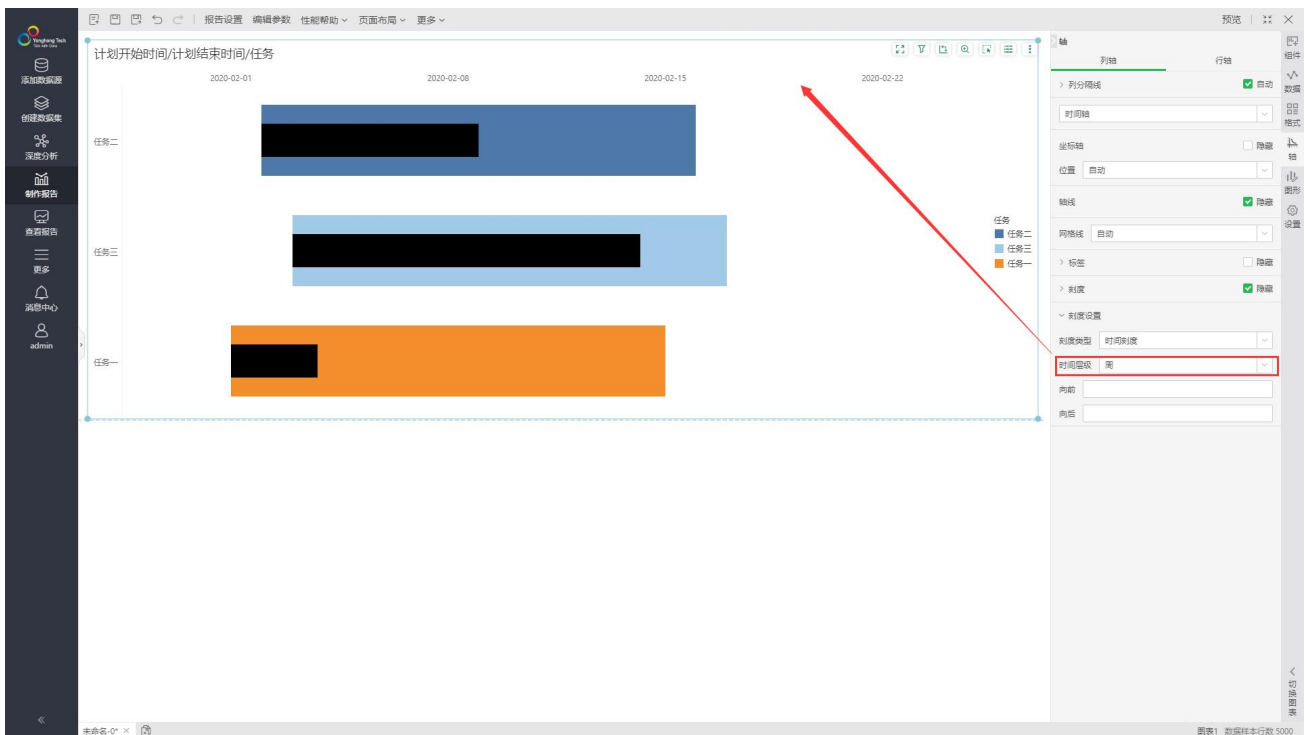 报告设置 编辑参数 性能帮助 页面布局 更多 预览
Yonghong Tech
添加数据源
创建数据集
深度分析
制作报告
查看报告
更多
消息中心
admin
计划开始时间/计划结束时间/任务
2020-02-01 2020-02-08 2020-02-15 2020-02-22
任务二
任务三
任务一
任务
任务二
任务三
任务一
轴
列轴 行轴
列分隔线 自动
时间轴
坐标轴 隐藏
位置 自动
轴线 隐藏
网格线 自动
标签 隐藏
刻度 隐藏
刻度设置
刻度类型 时间刻度
时间层级 周
向前
向后
组件
数据
格式
轴
图形
设置
切换图表
未命名-0*
图表1 数据样本行数 5000